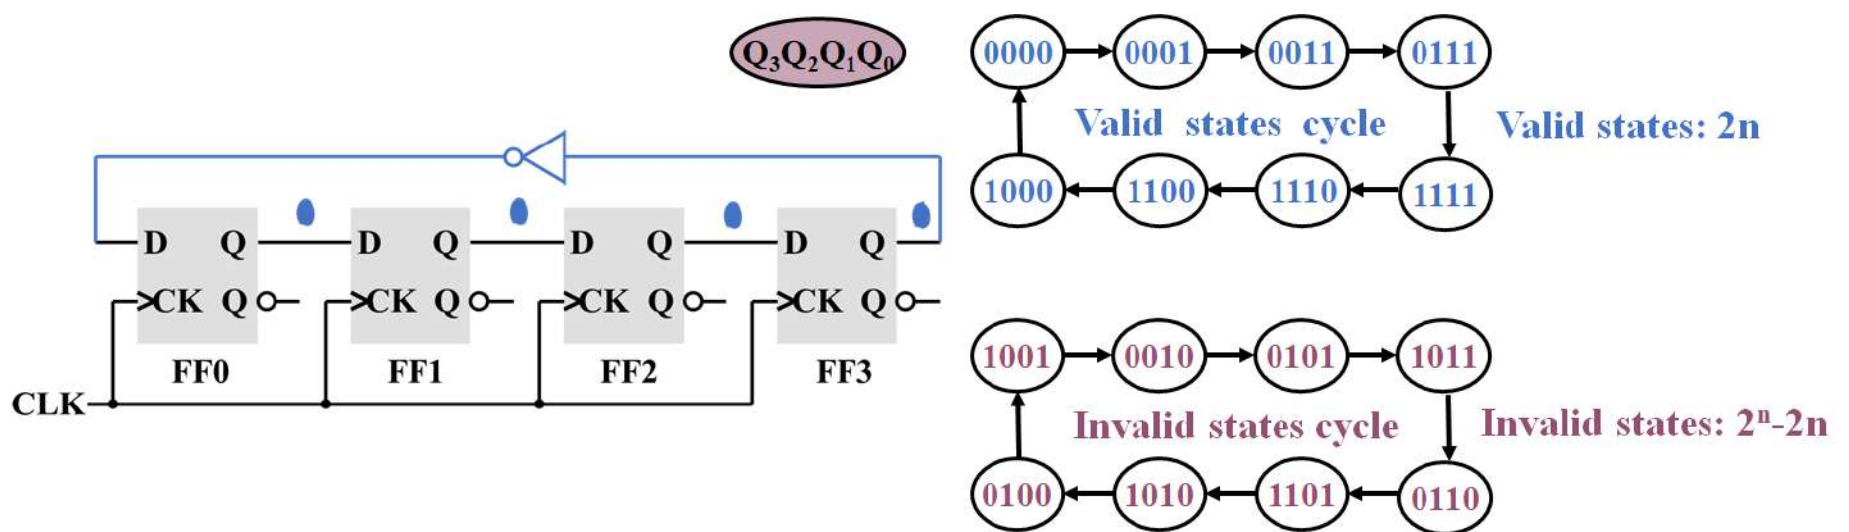 Q₃Q₂Q₁Q₀
0000 0001 0011 0111
Valid states cycle
Valid states: 2n
1000 1100 1110 1111
D Q D Q D Q D Q
CK Q CK Q CK Q CK Q
FF0 FF1 FF2 FF3
CLK
1001 0010 0101 1011
Invalid states cycle
Invalid states: 2ⁿ-2n
0100 1010 1101 0110